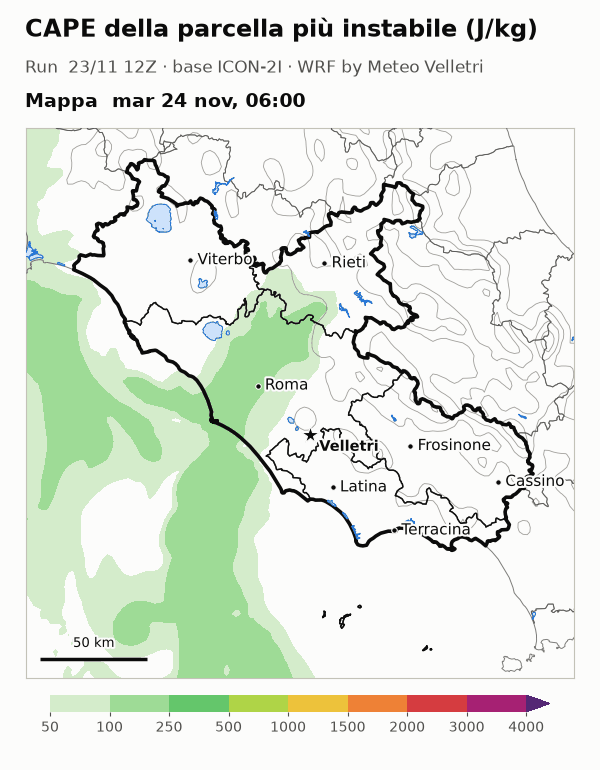 CAPE della parcella più instabile (J/kg)
Run  23/11 12Z · base ICON-2I · WRF by Meteo Velletri
Mappa  mar 24 nov, 06:00
Viterbo
Rieti
Roma
Velletri
Frosinone
Cassino
Latina
Terracina
50 km
50 100 250 500 1000 1500 2000 3000 4000